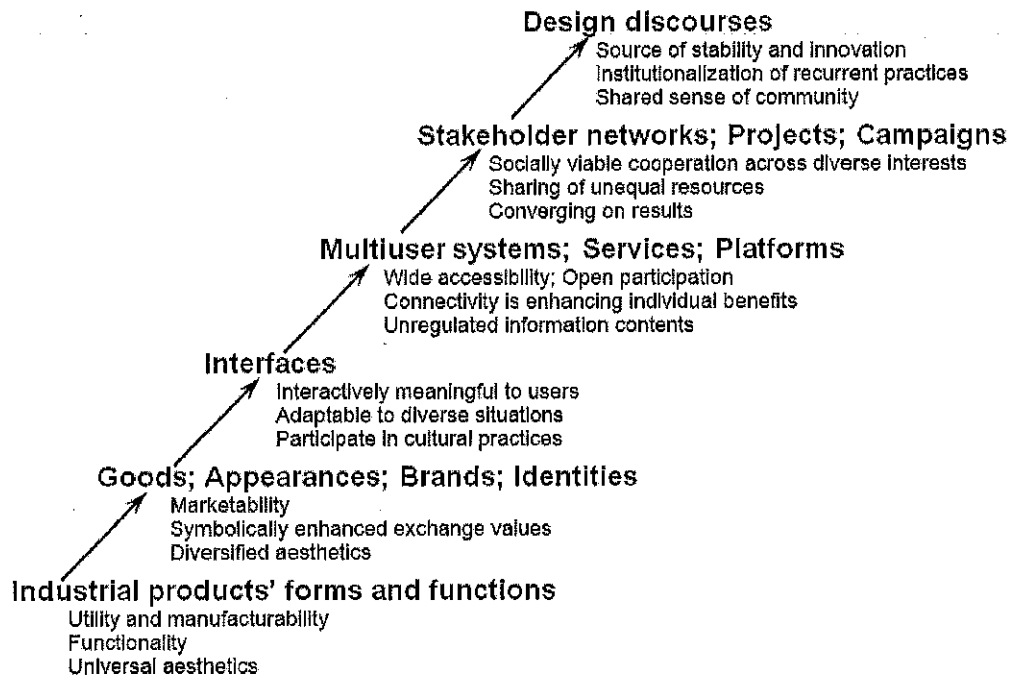 Design discourses
Source of stability and innovation
Institutionalization of recurrent practices
Shared sense of community
Stakeholder networks; Projects; Campaigns
Socially viable cooperation across diverse interests
Sharing of unequal resources
Converging on results
Multiuser systems; Services; Platforms
Wide accessibility; Open participation
Connectivity is enhancing individual benefits
Unregulated information contents
Interfaces
Interactively meaningful to users
Adaptable to diverse situations
Participate in cultural practices
Goods; Appearances; Brands; Identities
Marketability
Symbolically enhanced exchange values
Diversified aesthetics
Industrial products' forms and functions
Utility and manufacturability
Functionality
Universal aesthetics